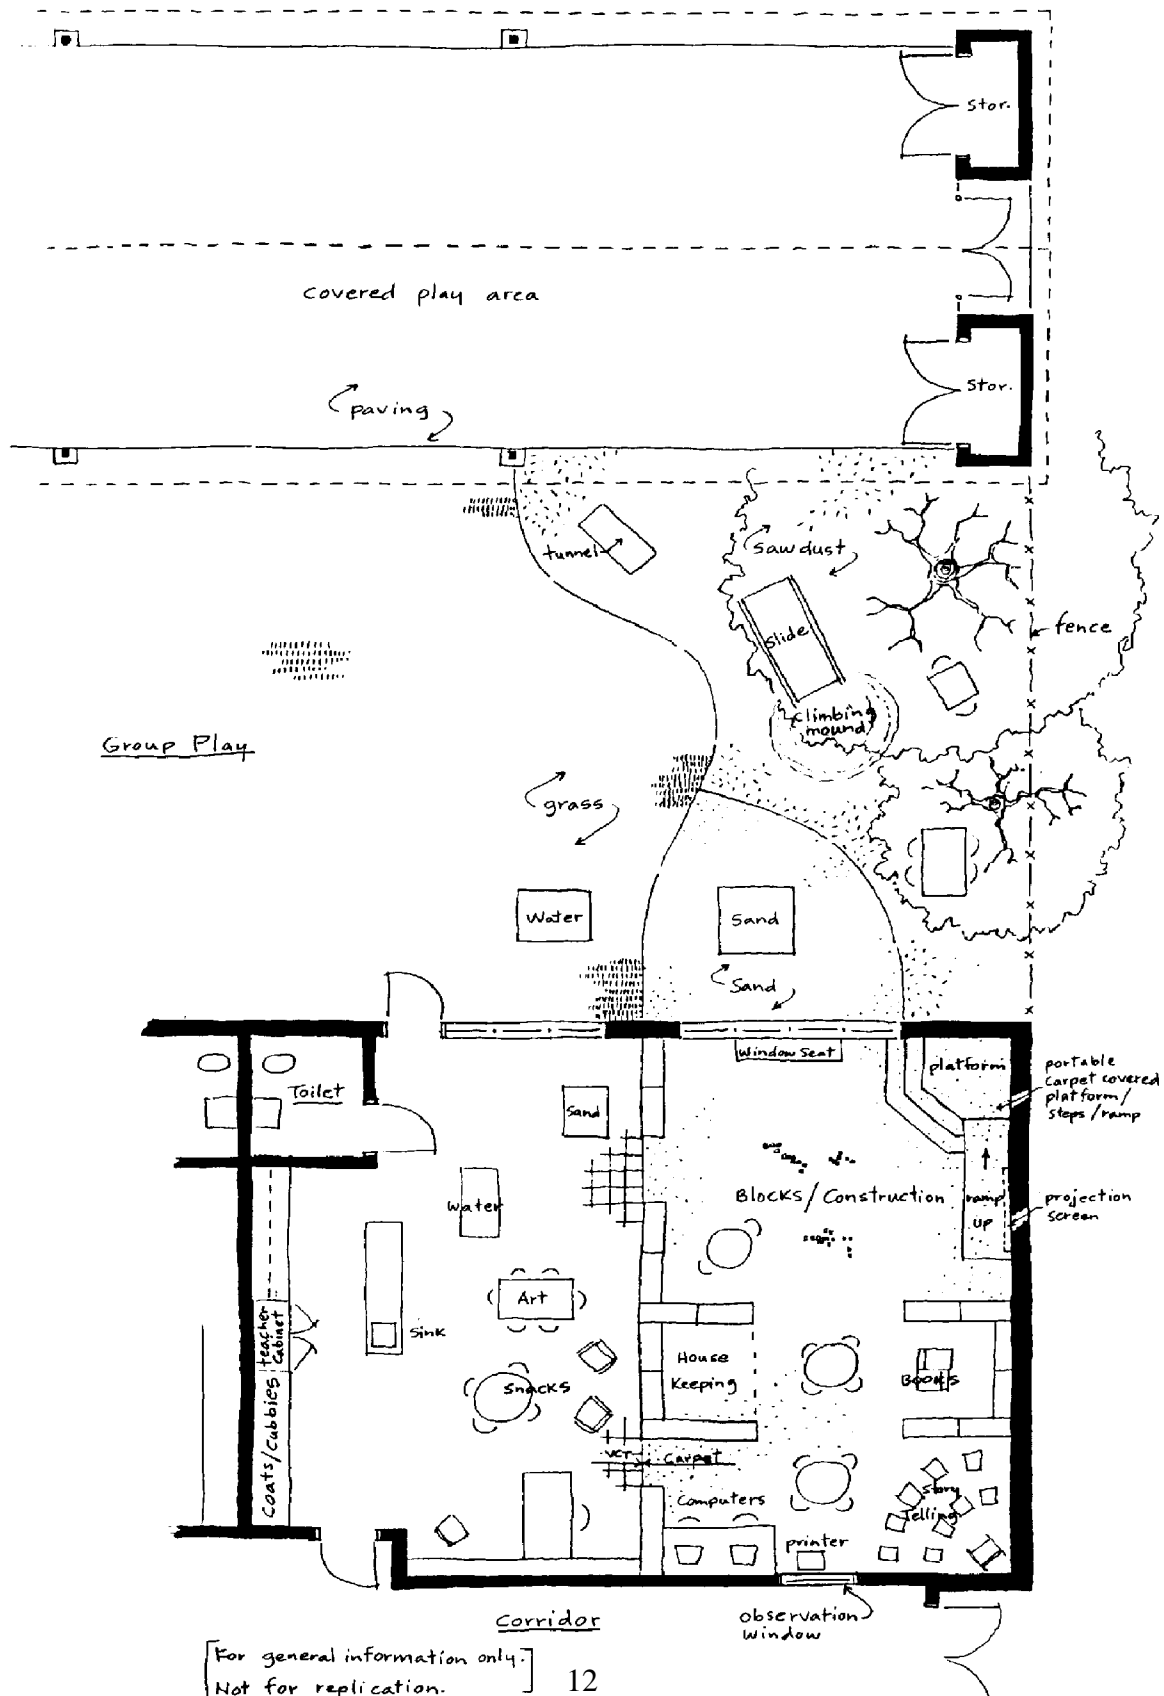 Stor.
covered play area
Stor.
paving
tunnel
sawdust
fence
slide
climbing
mound
Group Play
grass
Water
Sand
Sand
Window Seat
platform
portable
carpet covered
platform/
steps/ramp
Toilet
Sand
Water
Blocks/Construction
ramp
up
projection
screen
Art
Sink
teacher
cabinet
House
Keeping
Books
Snacks
Coats/Cubbies
VCT
Carpet
Computers
Story
Telling
printer
Corridor
observation
window
[For general information only.
Not for replication.]
12